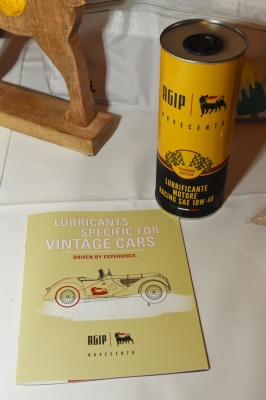 AGIP
NOVECENTO
LUBRIFICANTE
MOTORE
RACING SAE 10W-40
LUBRICANTS
SPECIFIC FOR
VINTAGE CARS
DRIVEN BY EXPERIENCE.
AGIP
NOVECENTO